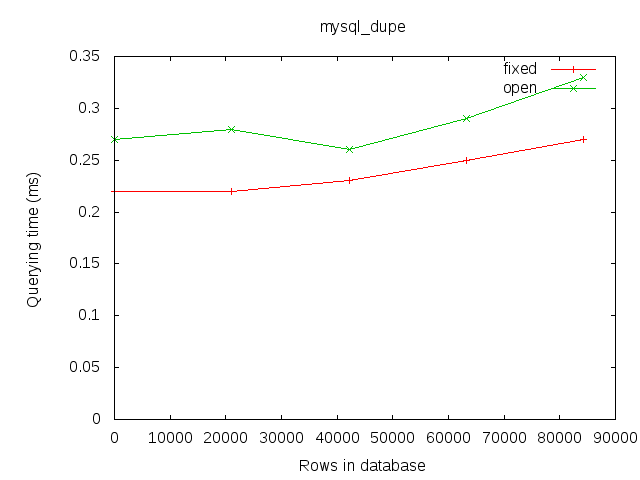 mysql_dupe
0.35
0.3
0.25
0.2
0.15
0.1
0.05
0
Querying time (ms)
fixed
open
0 10000 20000 30000 40000 50000 60000 70000 80000 90000
Rows in database